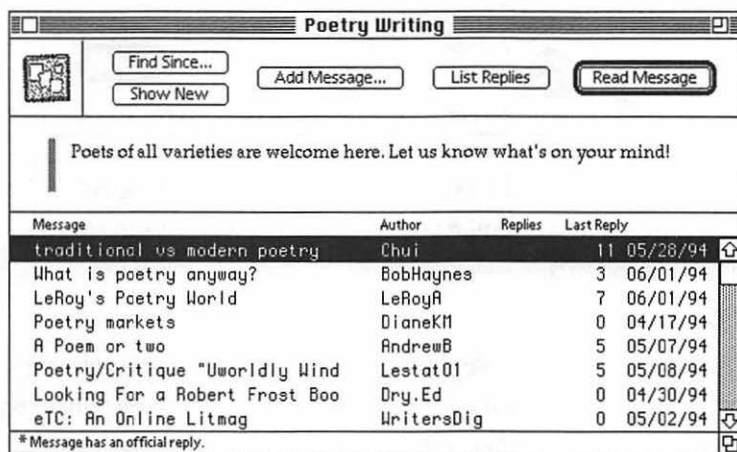 Poetry Writing
Find Since...
Show New
Add Message...
List Replies
Read Message
Poets of all varieties are welcome here. Let us know what's on your mind!
Message Author Replies Last Reply
traditional vs modern poetry Chui 11 05/28/94
What is poetry anyway? BobHaynes 3 06/01/94
LeRoy's Poetry World LeRoyA 7 06/01/94
Poetry markets DianeKM 0 04/17/94
A Poem or two AndrewB 5 05/07/94
Poetry/Critique "Uworldly Wind Lestat01 5 05/08/94
Looking For a Robert Frost Boo Dry.Ed 0 04/30/94
eTC: An Online Litmag WritersDig 0 05/02/94
* Message has an official reply.